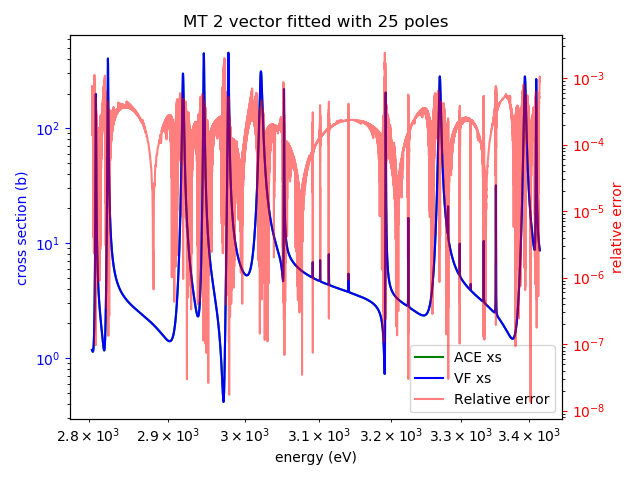 MT 2 vector fitted with 25 poles
cross section (b)
10² 10¹ 10⁰
10⁻³ 10⁻⁴ 10⁻⁵ 10⁻⁶ 10⁻⁷ 10⁻⁸
relative error
ACE xs
VF xs
Relative error
2.8 × 10³ 2.9 × 10³ 3 × 10³ 3.1 × 10³ 3.2 × 10³ 3.3 × 10³ 3.4 × 10³
energy (eV)